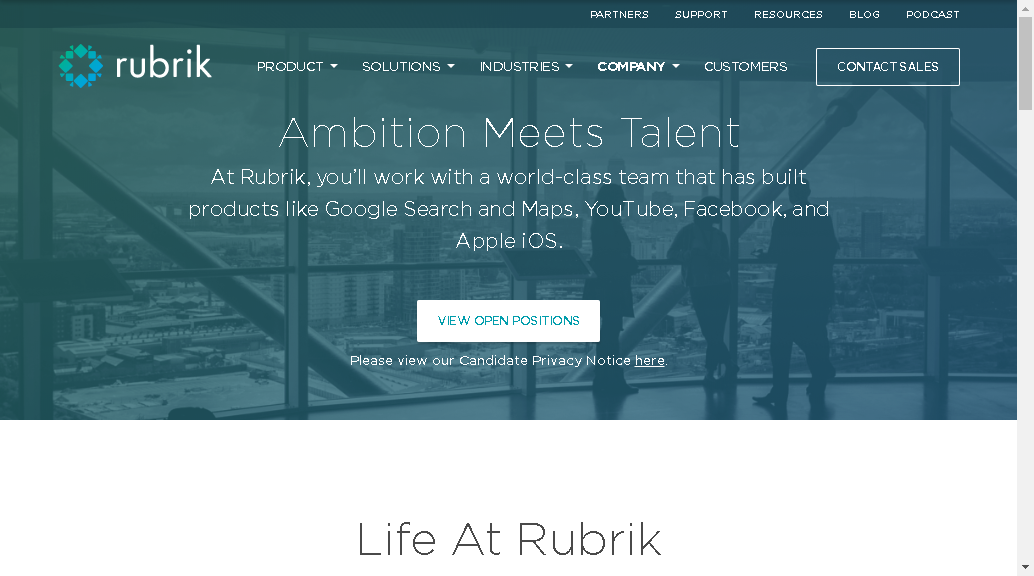 PARTNERS SUPPORT RESOURCES BLOG PODCAST
rubrik PRODUCT SOLUTIONS INDUSTRIES COMPANY CUSTOMERS CONTACT SALES
Ambition Meets Talent
At Rubrik, you'll work with a world-class team that has built
products like Google Search and Maps, YouTube, Facebook, and
Apple iOS.
VIEW OPEN POSITIONS
Please view our Candidate Privacy Notice here.
Life At Rubrik